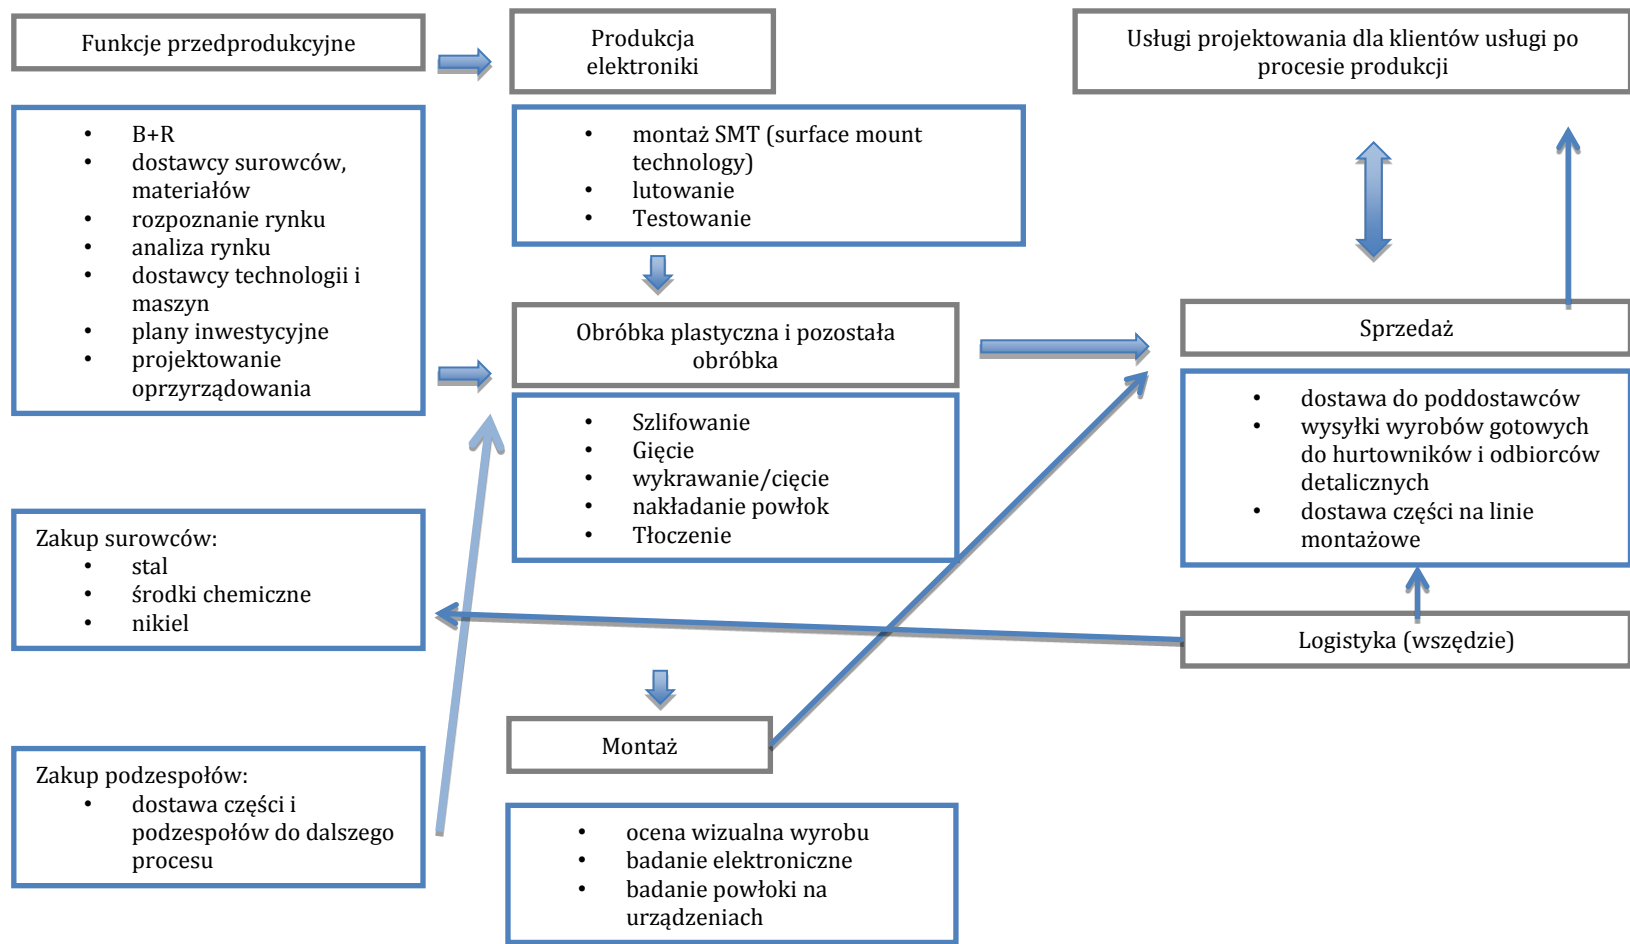 Funkcje przedprodukcyjne
• B+R
• dostawcy surowców,
materiałów
• rozpoznanie rynku
• analiza rynku
• dostawcy technologii i
maszyn
• plany inwestycyjne
• projektowanie
oprzyrządowania
Zakup surowców:
• stal
• środki chemiczne
• nikiel
Zakup podzespołów:
• dostawa części i
podzespołów do dalszego
procesu
Produkcja
elektroniki
• montaż SMT (surface mount
technology)
• lutowanie
• Testowanie
Obróbka plastyczna i pozostała
obróbka
• Szlifowanie
• Gięcie
• wykrawanie/cięcie
• nakładanie powłok
• Tłoczenie
Montaż
• ocena wizualna wyrobu
• badanie elektroniczne
• badanie powłoki na
urządzeniach
Usługi projektowania dla klientów usługi po
procesie produkcji
Sprzedaż
• dostawa do poddostawców
• wysyłki wyrobów gotowych
do hurtowników i odbiorców
detalicznych
• dostawa części na linie
montażowe
Logistyka (wszędzie)